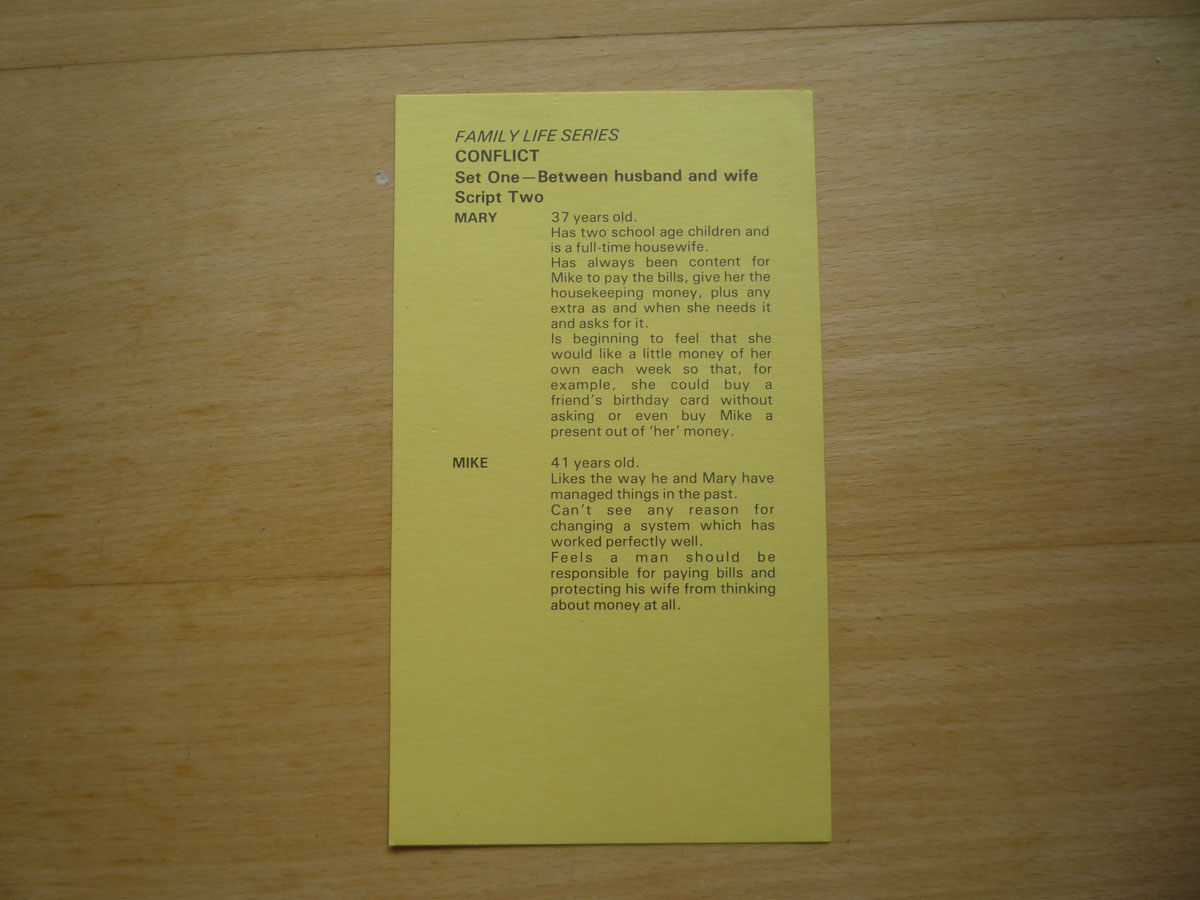 FAMILY LIFE SERIES
CONFLICT
Set One—Between husband and wife
Script Two
MARY 37 years old.
Has two school age children and
is a full-time housewife.
Has always been content for
Mike to pay the bills, give her the
housekeeping money, plus any
extra as and when she needs it
and asks for it.
Is beginning to feel that she
would like a little money of her
own each week so that, for
example, she could buy a
friend's birthday card without
asking or even buy Mike a
present out of 'her' money.
MIKE 41 years old.
Likes the way he and Mary have
managed things in the past.
Can't see any reason for
changing a system which has
worked perfectly well.
Feels a man should be
responsible for paying bills and
protecting his wife from thinking
about money at all.